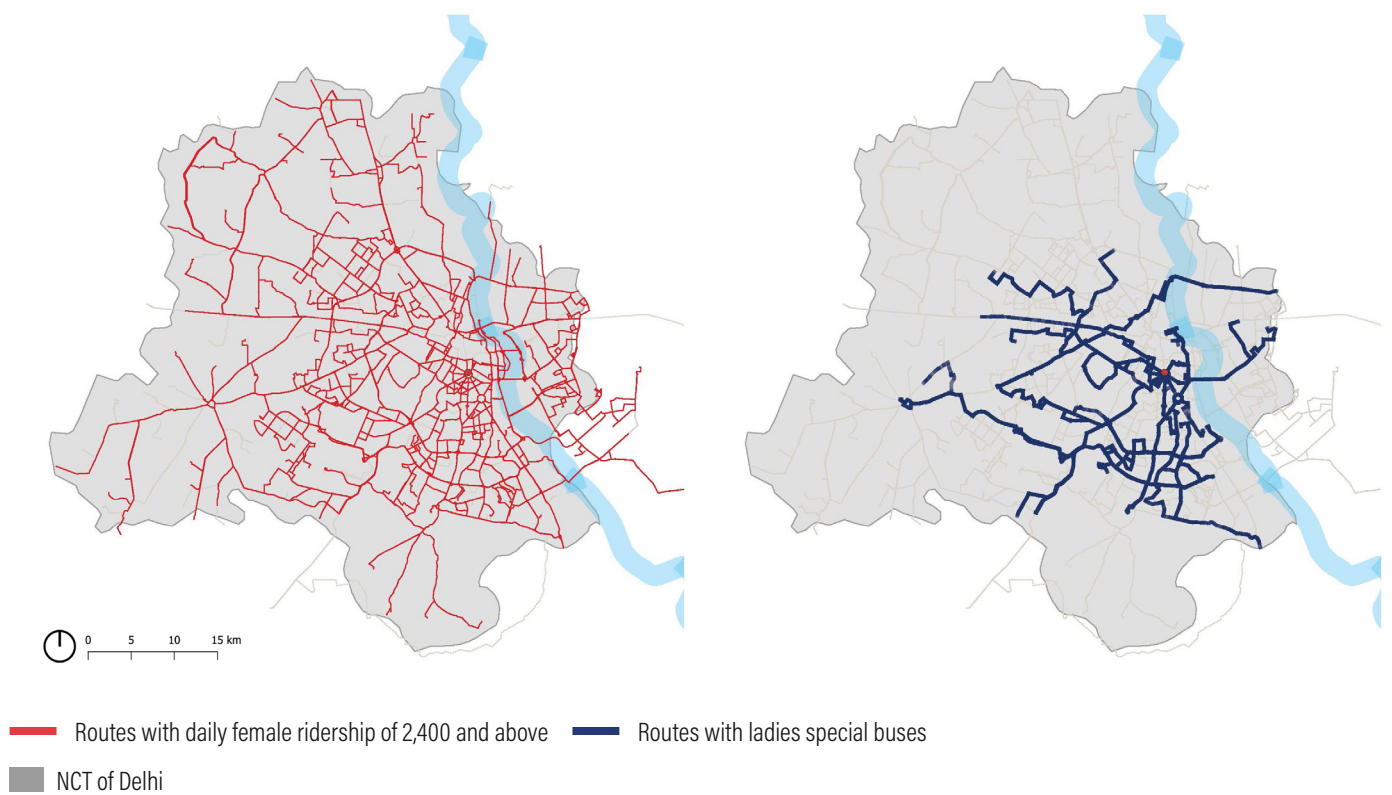 0 5 10 15 km
Routes with daily female ridership of 2,400 and above
Routes with ladies special buses
NCT of Delhi